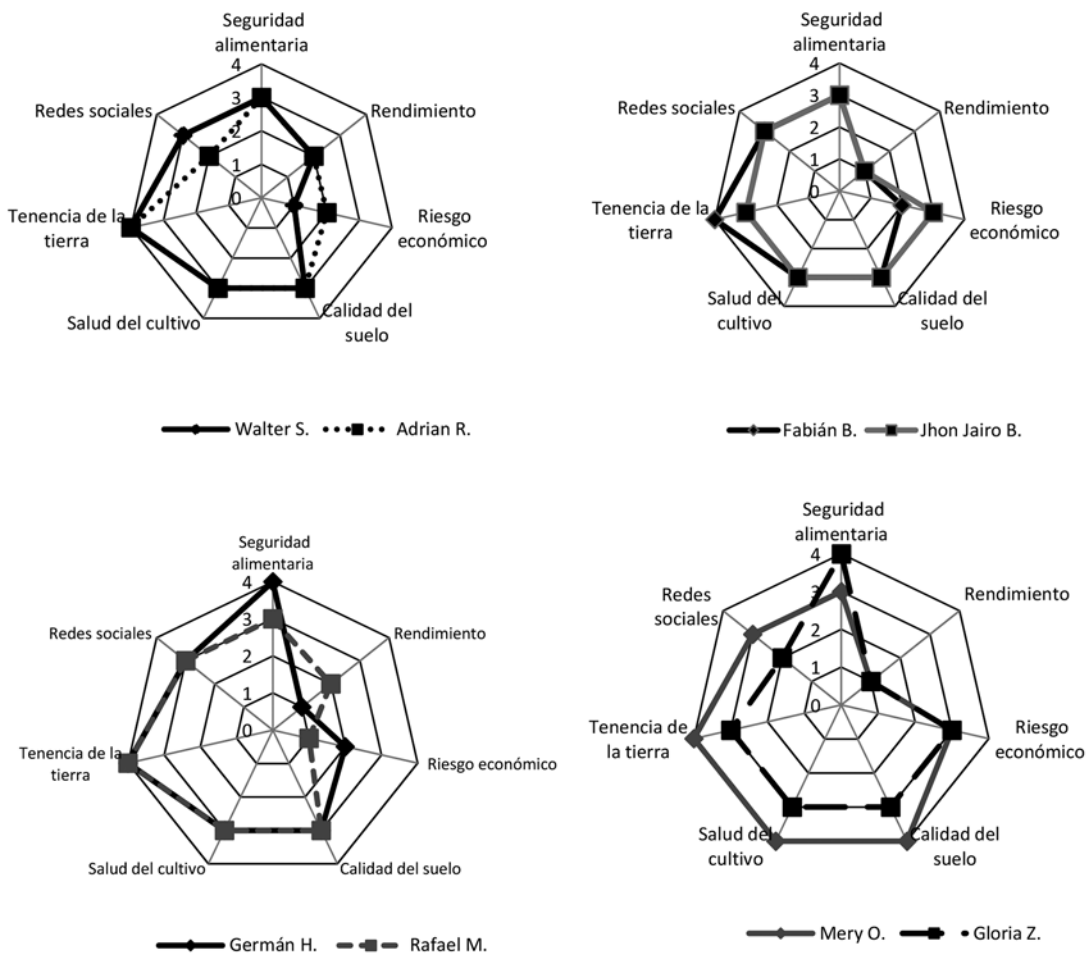 Seguridad
alimentaria
4
3
2
1
0
Rendimiento
Riesgo
económico
Calidad del
suelo
Salud del cultivo
Tenencia de la
tierra
Redes sociales
Walter S.
Adrian R.
Seguridad
alimentaria
4
3
2
1
0
Rendimiento
Riesgo
económico
Calidad del
suelo
Salud del
cultivo
Tenencia de la
tierra
Redes sociales
Fabián B.
Jhon Jairo B.
Seguridad
alimentaria
4
3
2
1
0
Rendimiento
Riesgo económico
Calidad del suelo
Salud del cultivo
Tenencia de la
tierra
Redes sociales
Germán H.
Rafael M.
Seguridad
alimentaria
4
3
2
1
0
Rendimiento
Riesgo
económico
Calidad del
suelo
Salud del
cultivo
Tenencia de
la tierra
Redes
sociales
Mery O.
Gloria Z.